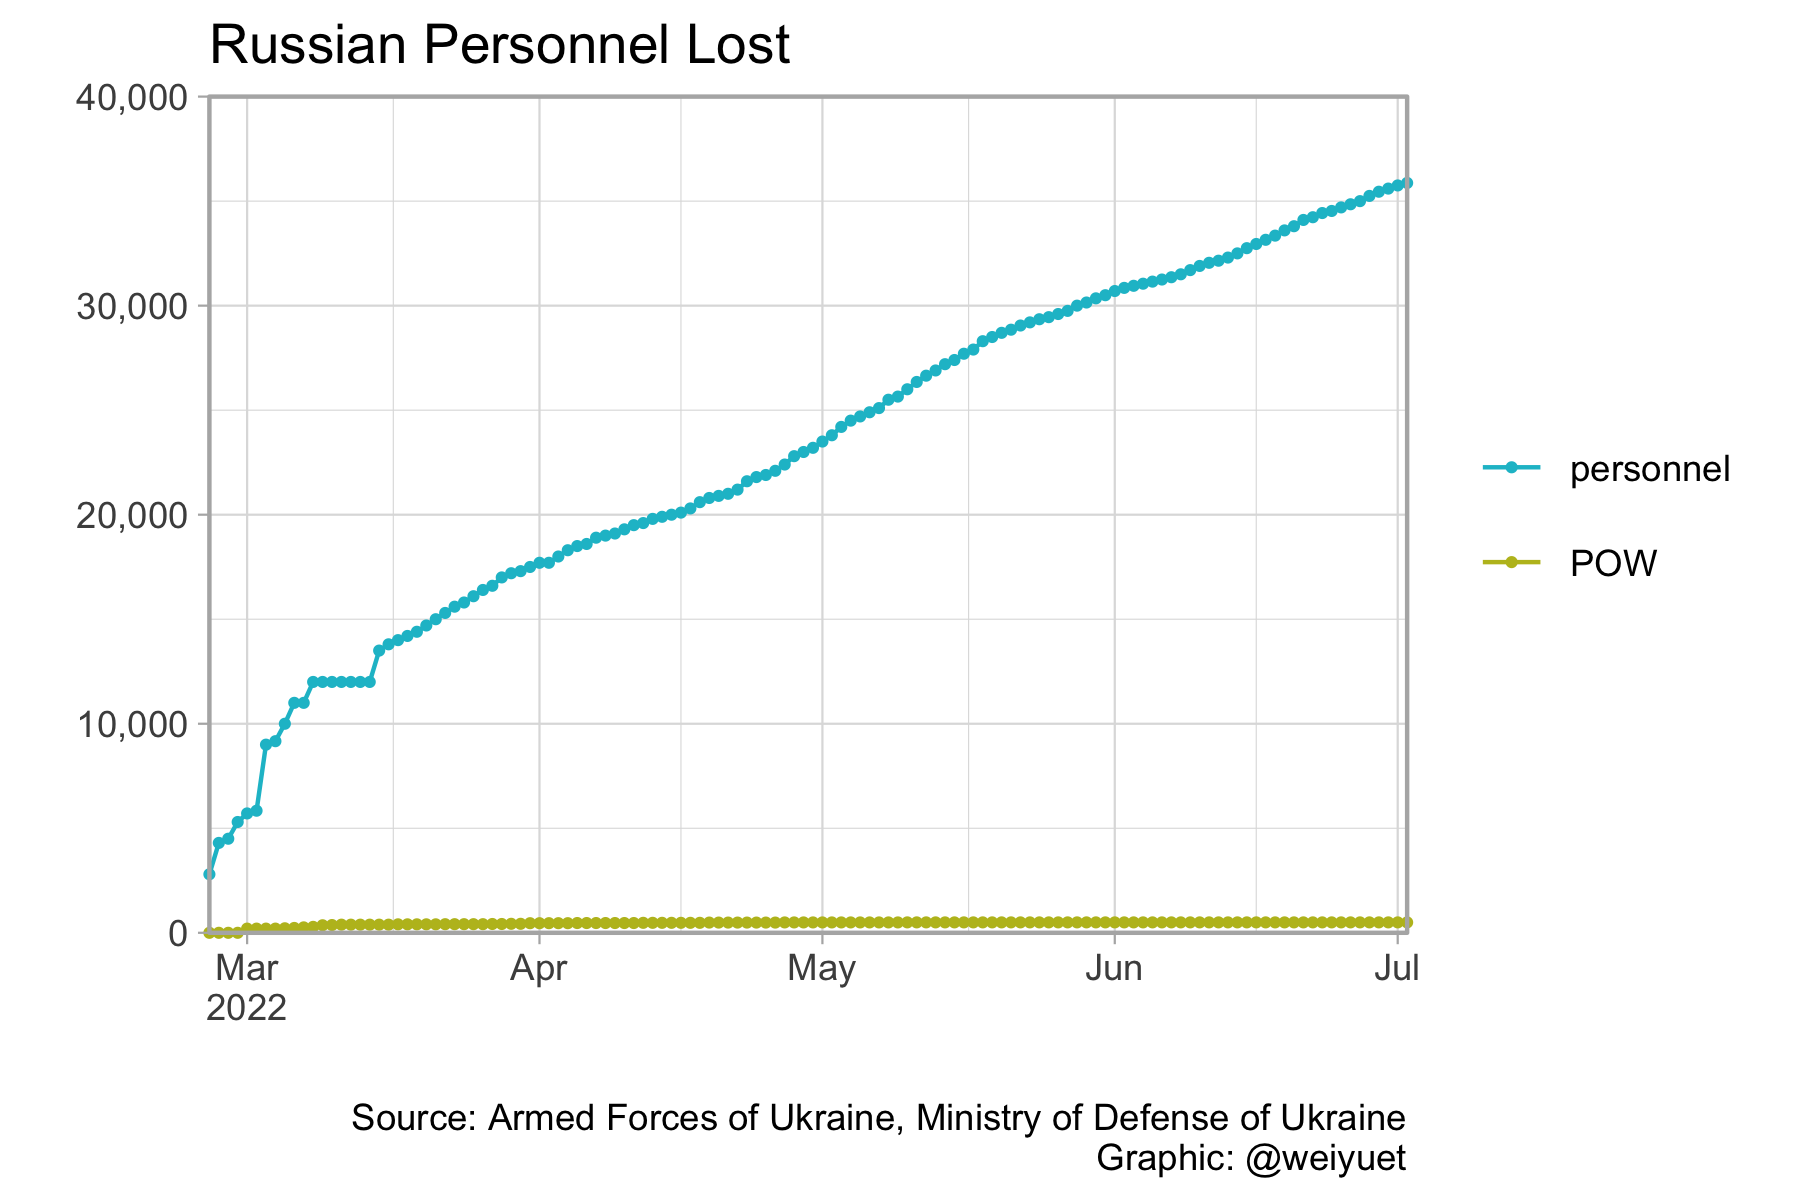 Russian Personnel Lost
40,000
30,000
20,000
10,000
0
Mar
2022
Apr
May
Jun
Jul
personnel
POW
Source: Armed Forces of Ukraine, Ministry of Defense of Ukraine
Graphic: @weiyuet